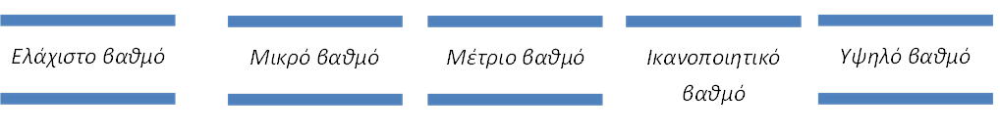 Ελάχιστο βαθμό
Μικρό βαθμό
Μέτριο βαθμό
Ικανοποιητικό
βαθμό
Υψηλό βαθμό